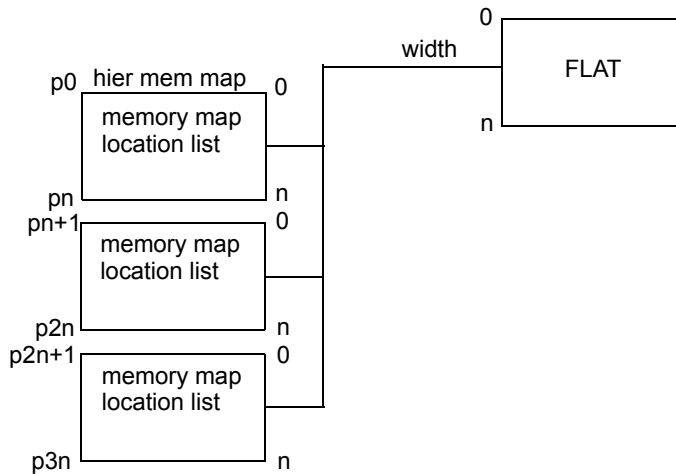 0
width
FLAT
n
p0 hier mem map 0
memory map
location list
pn n
pn+1 0
memory map
location list
p2n n
p2n+1 0
memory map
location list
p3n n